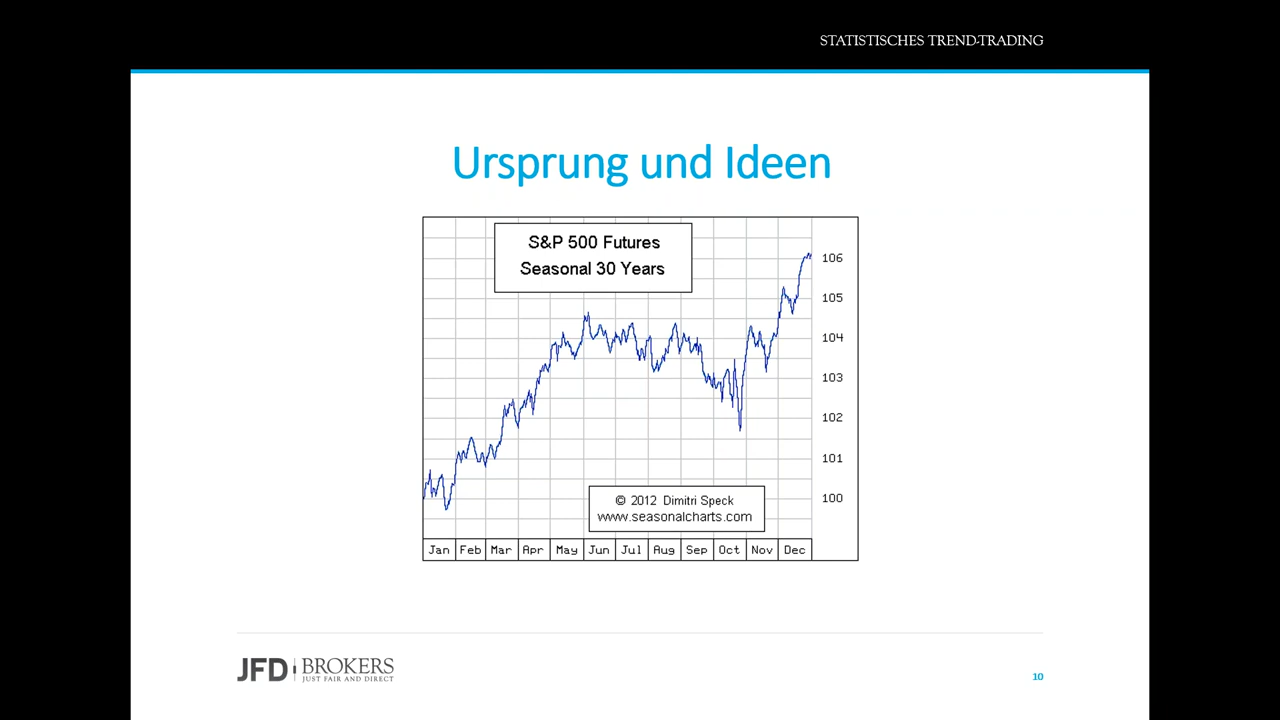 STATISTISCHES TREND-TRADING
Ursprung und Ideen
S&P 500 Futures
Seasonal 30 Years
106
105
104
103
102
101
100
© 2012 Dimitri Speck
www.seasonalcharts.com
Jan Feb Mar Apr May Jun Jul Aug Sep Oct Nov Dec
JFD BROKERS
JUST FAIR AND DIRECT
10